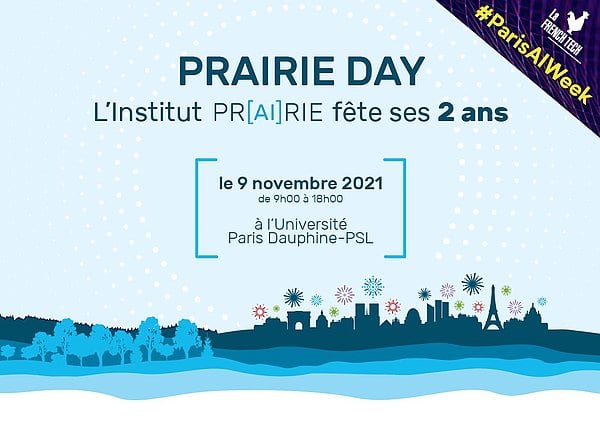 PRAIRIE DAY
L'Institut PR[AI]RIE fête ses 2 ans
le 9 novembre 2021
de 9h00 à 18h00
à l'Université
Paris Dauphine-PSL
LA
FRENCH TECH
#ParisAIWeek